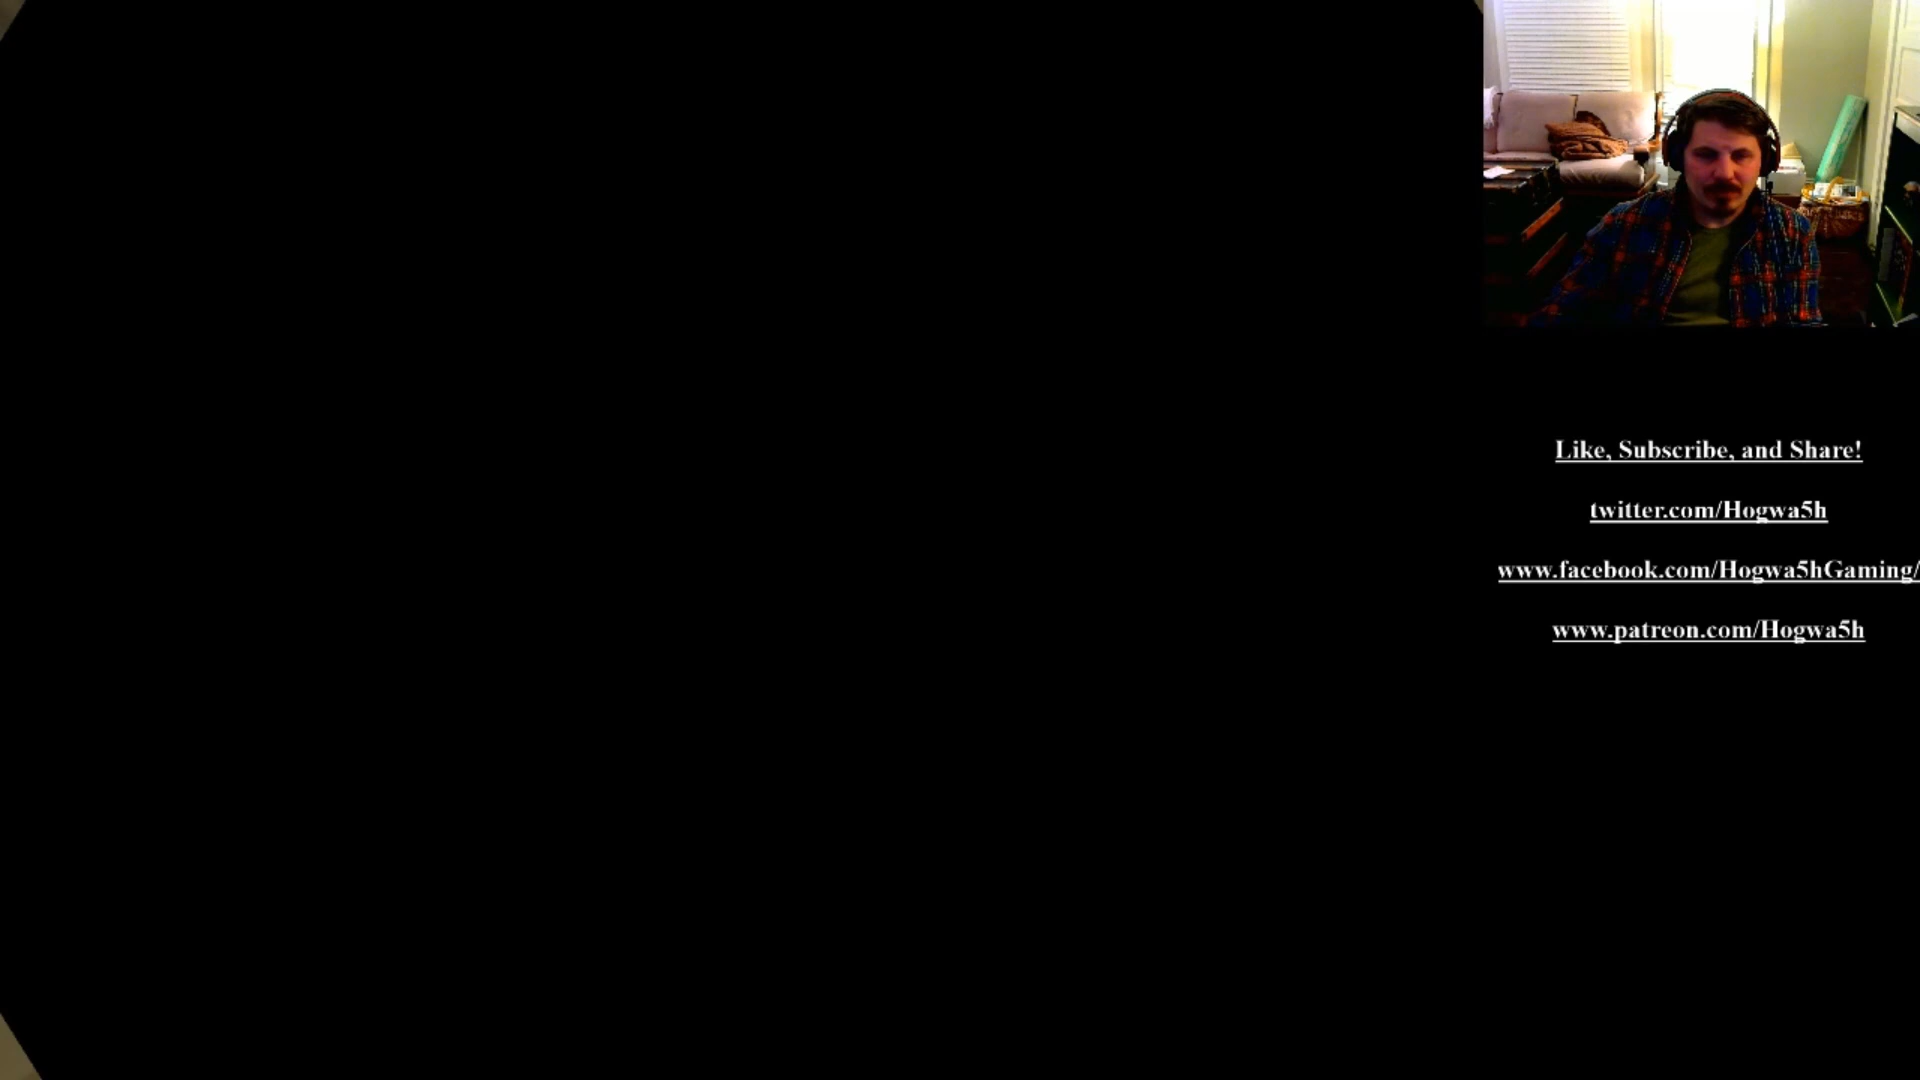 Like, Subscribe, and Share!
twitter.com/Hogwa5h
www.facebook.com/Hogwa5hGaming/
www.patreon.com/Hogwa5h